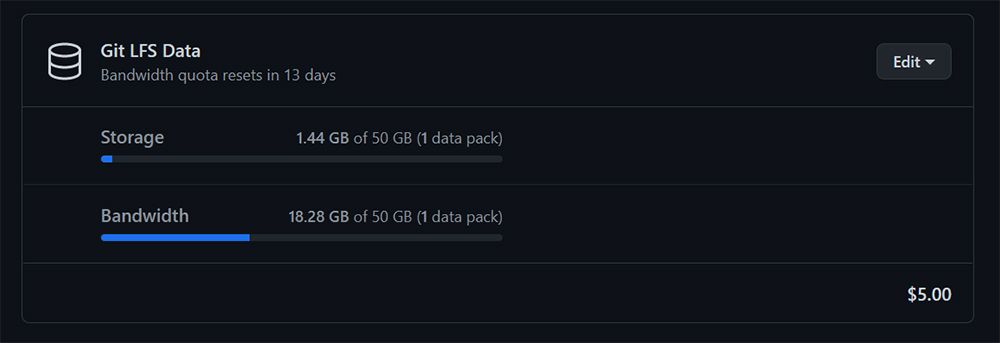 Git LFS Data
Bandwidth quota resets in 13 days
Edit
Storage 1.44 GB of 50 GB (1 data pack)
Bandwidth 18.28 GB of 50 GB (1 data pack)
$5.00